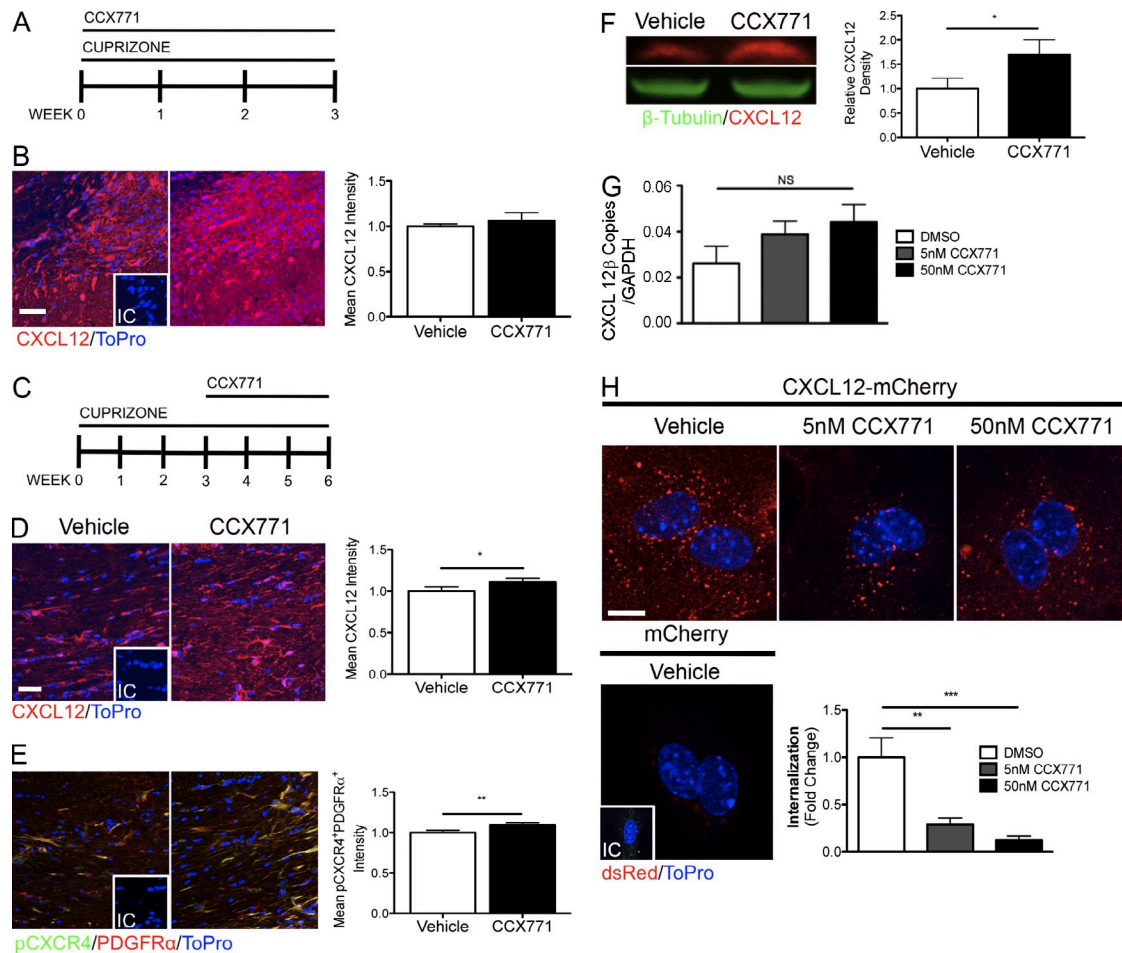 A
CCX771
CUPRIZONE
WEEK 0 1 2 3
B
IC
CXCL12/ToPro
Mean CXCL12 Intensity
1.5
1.0
0.5
0.0
Vehicle CCX771
C
CCX771
CUPRIZONE
WEEK 0 1 2 3 4 5 6
D
Vehicle CCX771
IC
CXCL12/ToPro
Mean CXCL12 Intensity
1.5
*
1.0
0.5
0.0
Vehicle CCX771
E
IC
pCXCR4/PDGFRα/ToPro
Mean pCXCR4⁺PDGFRα⁺
Intensity
1.5
**
1.0
0.5
0.0
Vehicle CCX771
F
Vehicle CCX771
β-Tubulin/CXCL12
Relative CXCL12
Density
2.5
*
2.0
1.5
1.0
0.5
0.0
Vehicle CCX771
G
CXCL 12β Copies
/GAPDH
0.06
NS
0.04
0.02
0.00
DMSO
5nM CCX771
50nM CCX771
H
CXCL12-mCherry
Vehicle 5nM CCX771 50nM CCX771
mCherry
Vehicle
IC
dsRed/ToPro
Internalization
(Fold Change)
1.5
***
**
1.0
0.5
0.0
DMSO
5nM CCX771
50nM CCX771